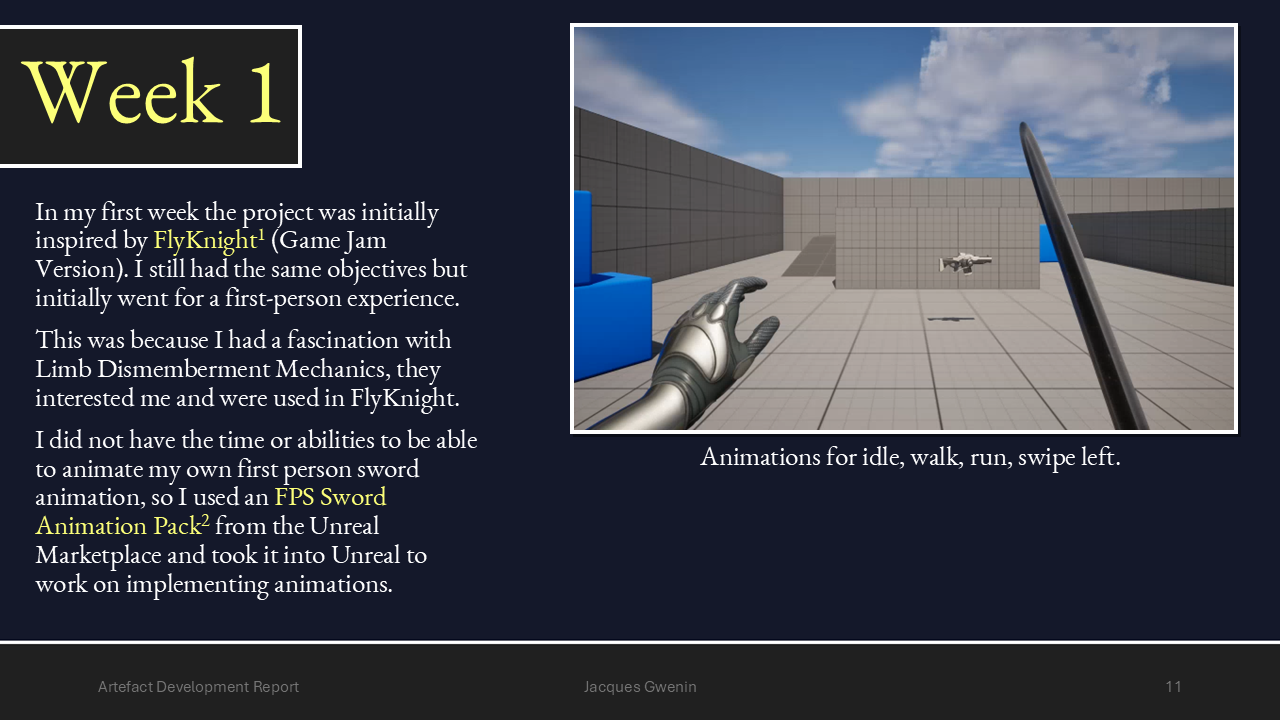 Week 1
In my first week the project was initially
inspired by FlyKnight¹ (Game Jam
Version). I still had the same objectives but
initially went for a first-person experience.
This was because I had a fascination with
Limb Dismemberment Mechanics, they
interested me and were used in FlyKnight.
I did not have the time or abilities to be able
to animate my own first person sword
animation, so I used an FPS Sword
Animation Pack² from the Unreal
Marketplace and took it into Unreal to
work on implementing animations.
Animations for idle, walk, run, swipe left.
Artefact Development Report
Jacques Gwenin
11